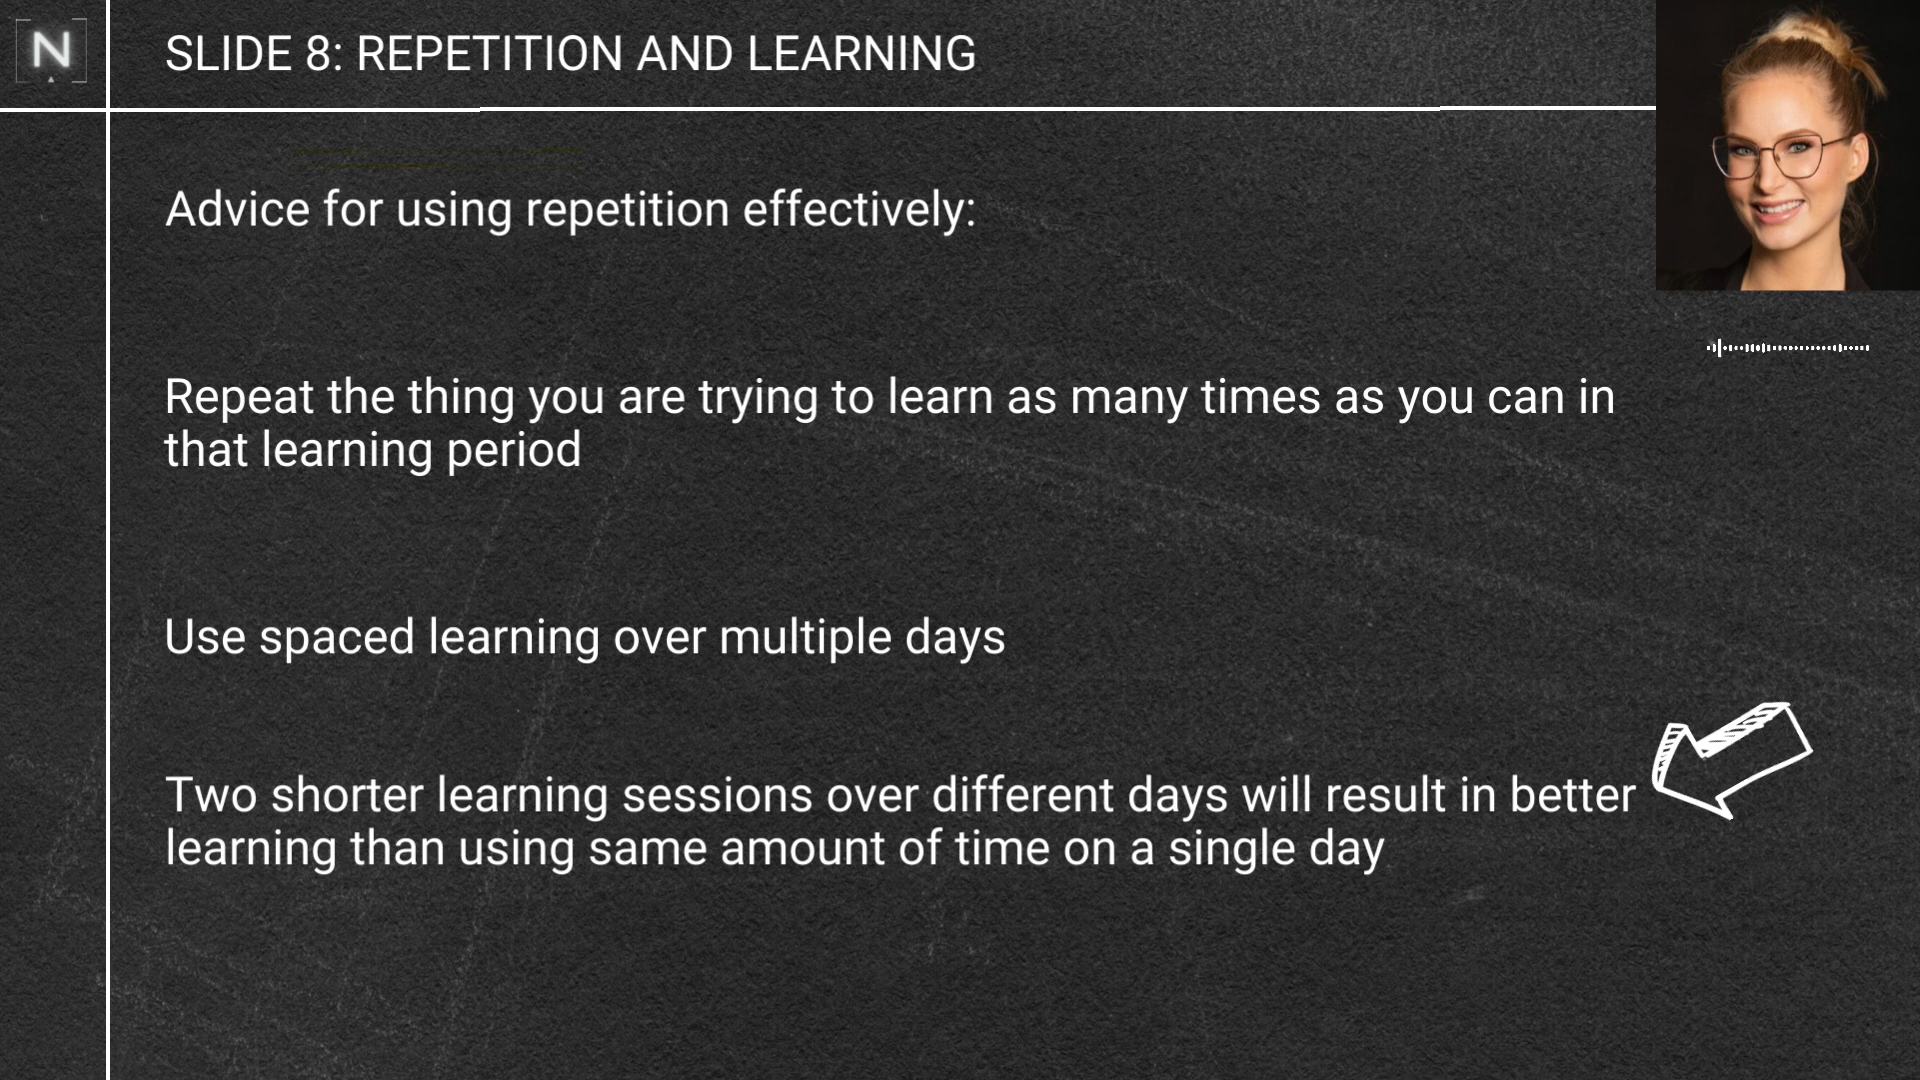 N
SLIDE 8: REPETITION AND LEARNING
Advice for using repetition effectively:
Repeat the thing you are trying to learn as many times as you can in
that learning period
Use spaced learning over multiple days
Two shorter learning sessions over different days will result in better
learning than using same amount of time on a single day